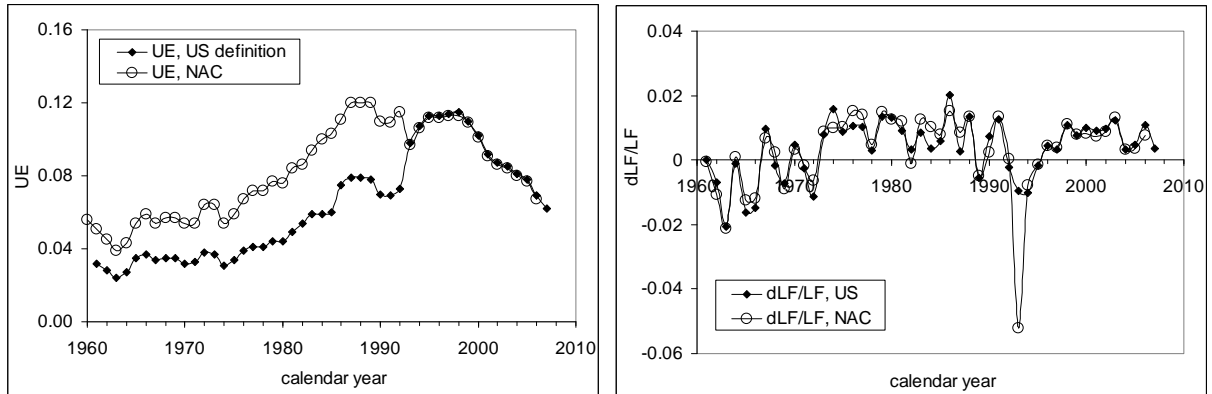 0.16
0.12
0.08
0.04
0.00
UE
UE, US definition
UE, NAC
1960 1970 1980 1990 2000 2010
calendar year
0.04
0.02
0
-0.02
-0.04
-0.06
dLF/LF
1960 1970 1980 1990 2000 2010
dLF/LF, US
dLF/LF, NAC
calendar year